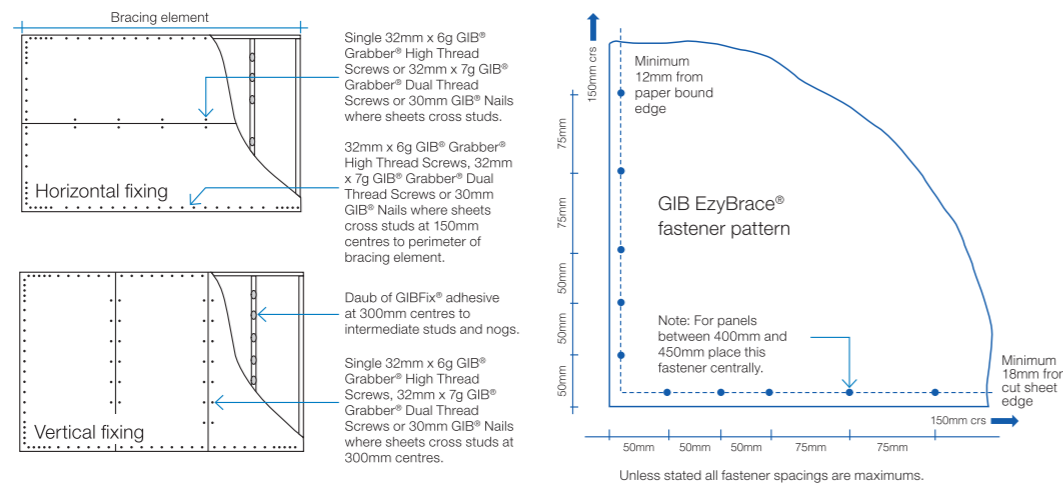 Bracing element
Single 32mm x 6g GIB®
Grabber® High Thread
Screws or 32mm x 7g GIB®
Grabber® Dual Thread
Screws or 30mm GIB® Nails
where sheets cross studs.
32mm x 6g GIB® Grabber®
High Thread Screws, 32mm
x 7g GIB® Grabber® Dual
Thread Screws or 30mm
GIB® Nails where sheets
cross studs at 150mm
centres to perimeter of
bracing element.
Horizontal fixing
Daub of GIBFix® adhesive
at 300mm centres to
intermediate studs and nogs.
Single 32mm x 6g GIB®
Grabber® High Thread
Screws, 32mm x 7g GIB®
Grabber® Dual Thread
Screws or 30mm GIB® Nails
where sheets cross studs at
300mm centres.
Vertical fixing
150mm crs
Minimum
12mm from
paper bound
edge
75mm
75mm
50mm
50mm
50mm
GIB EzyBrace®
fastener pattern
Note: For panels
between 400mm and
450mm place this
fastener centrally.
Minimum
18mm from
cut sheet
edge
150mm crs
50mm
50mm
50mm
75mm
75mm
Unless stated all fastener spacings are maximums.